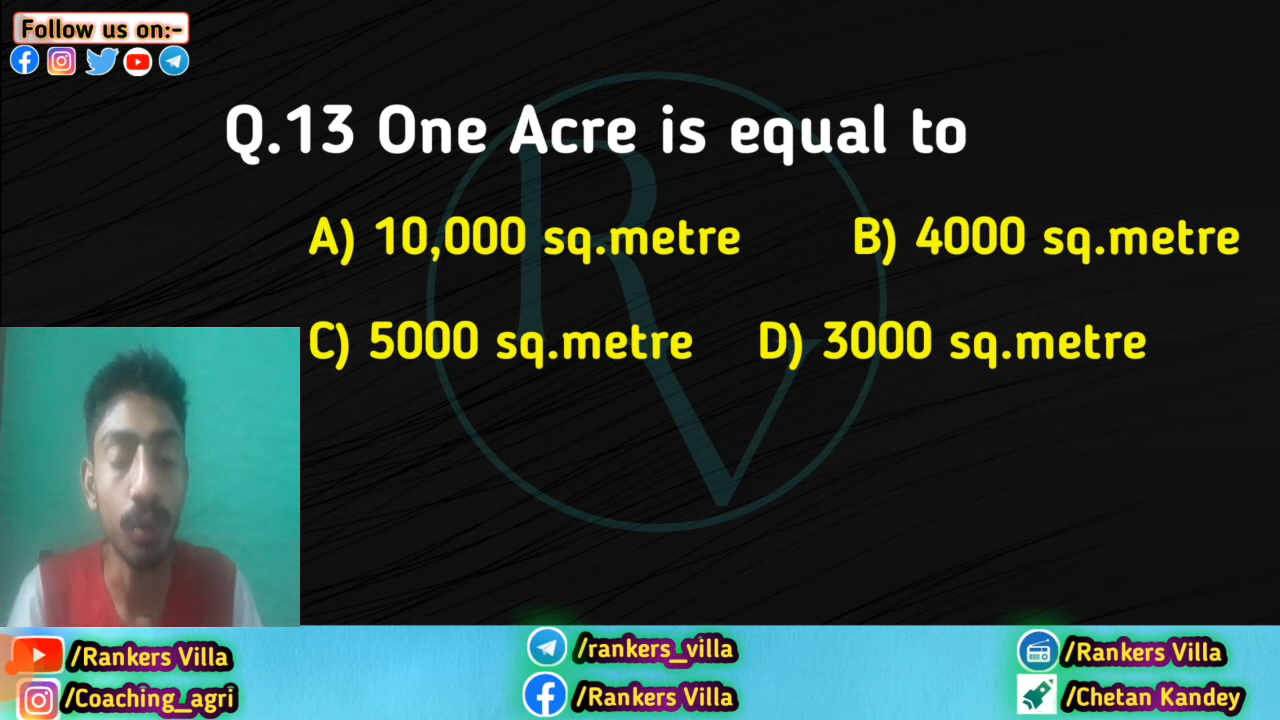 Follow us on:-
Q.13 One Acre is equal to
A) 10,000 sq.metre B) 4000 sq.metre
C) 5000 sq.metre D) 3000 sq.metre
RV
/Rankers Villa /rankers_villa /Rankers Villa
/Coaching_agri /Rankers Villa /Chetan Kandey